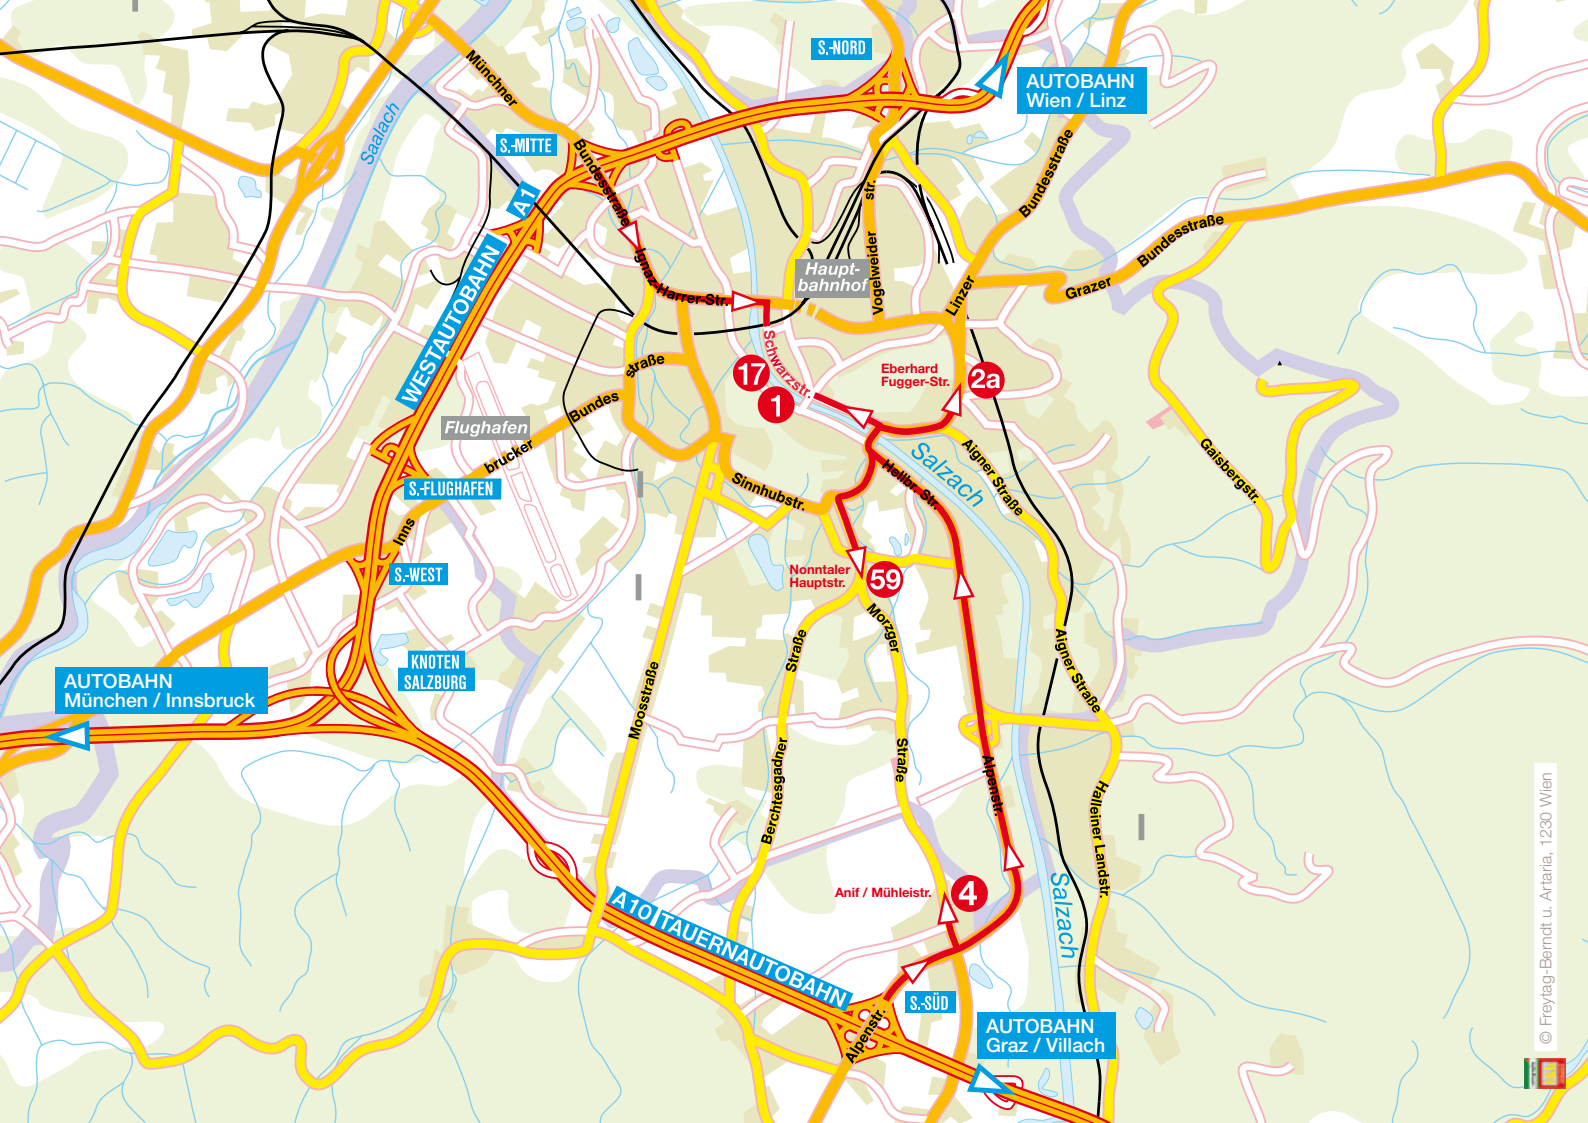 S.-NORD
AUTOBAHN
Wien / Linz
Münchner
Bundesstraße
Saalach
S.-MITTE
A1
WESTAUTOBAHN
Ignaz-Harrer-Str.
Haupt-
bahnhof
Vogelweider
str.
Linzer
Bundesstraße
Grazer
Bundesstraße
Schwarzstr.
17
1
Eberhard
Fugger-Str.
2a
straße
Bundes
brucker
Inns
Flughafen
S.-FLUGHAFEN
S.-WEST
Sinnhubstr.
Hellbr. Str.
Salzach
Aigner Straße
Gaisbergstr.
Nonntaler
Hauptstr.
59
Morzger
Straße
Berchtesgadner
Straße
Moosstraße
Aigner Straße
KNOTEN
SALZBURG
AUTOBAHN
München / Innsbruck
Alpenstr.
Halleiner Landstr.
Anif / Mühleistr.
4
Salzach
A10
TAUERNAUTOBAHN
S.-SÜD
Alpenstr.
AUTOBAHN
Graz / Villach
© Freytag-Berndt u. Artaria, 1230 Wien